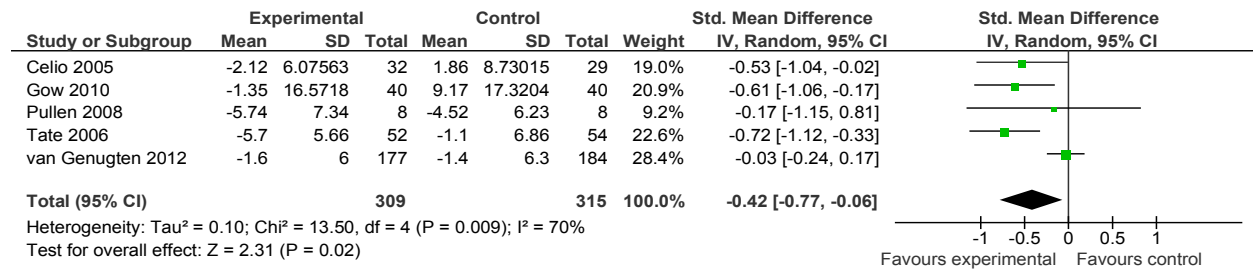 Experimental Control Std. Mean Difference Std. Mean Difference
Study or Subgroup Mean SD Total Mean SD Total Weight IV, Random, 95% CI IV, Random, 95% CI
Celio 2005 -2.12 6.07563 32 1.86 8.73015 29 19.0% -0.53 [-1.04, -0.02]
Gow 2010 -1.35 16.5718 40 9.17 17.3204 40 20.9% -0.61 [-1.06, -0.17]
Pullen 2008 -5.74 7.34 8 -4.52 6.23 8 9.2% -0.17 [-1.15, 0.81]
Tate 2006 -5.7 5.66 52 -1.1 6.86 54 22.6% -0.72 [-1.12, -0.33]
van Genugten 2012 -1.6 6 177 -1.4 6.3 184 28.4% -0.03 [-0.24, 0.17]
Total (95% CI) 309 315 100.0% -0.42 [-0.77, -0.06]
Heterogeneity: Tau² = 0.10; Chi² = 13.50, df = 4 (P = 0.009); I² = 70%
Test for overall effect: Z = 2.31 (P = 0.02)
-1 -0.5 0 0.5 1
Favours experimental Favours control